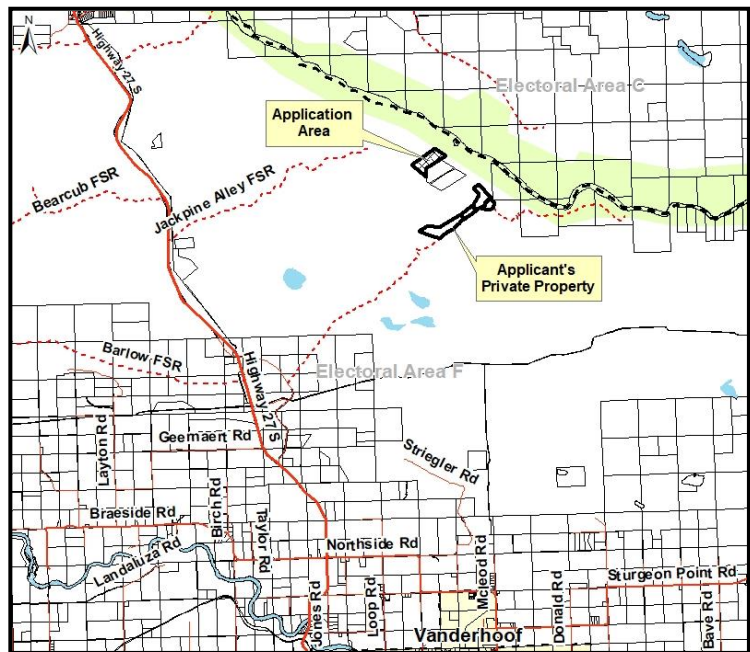 N
Highway 27 S
Electoral Area C
Application
Area
Bearcub FSR
Jackpine Alley FSR
Applicant's
Private Property
Barlow FSR
Highway 27 S
Electoral Area F
Layton Rd
Geernaert Rd
Striegler Rd
Braeside Rd
Birch Rd
Taylor Rd
Northside Rd
Landaluza Rd
Jones Rd
Loop Rd
Mcleod Rd
Sturgeon Point Rd
Donald Rd
Bave Rd
Vanderhoof